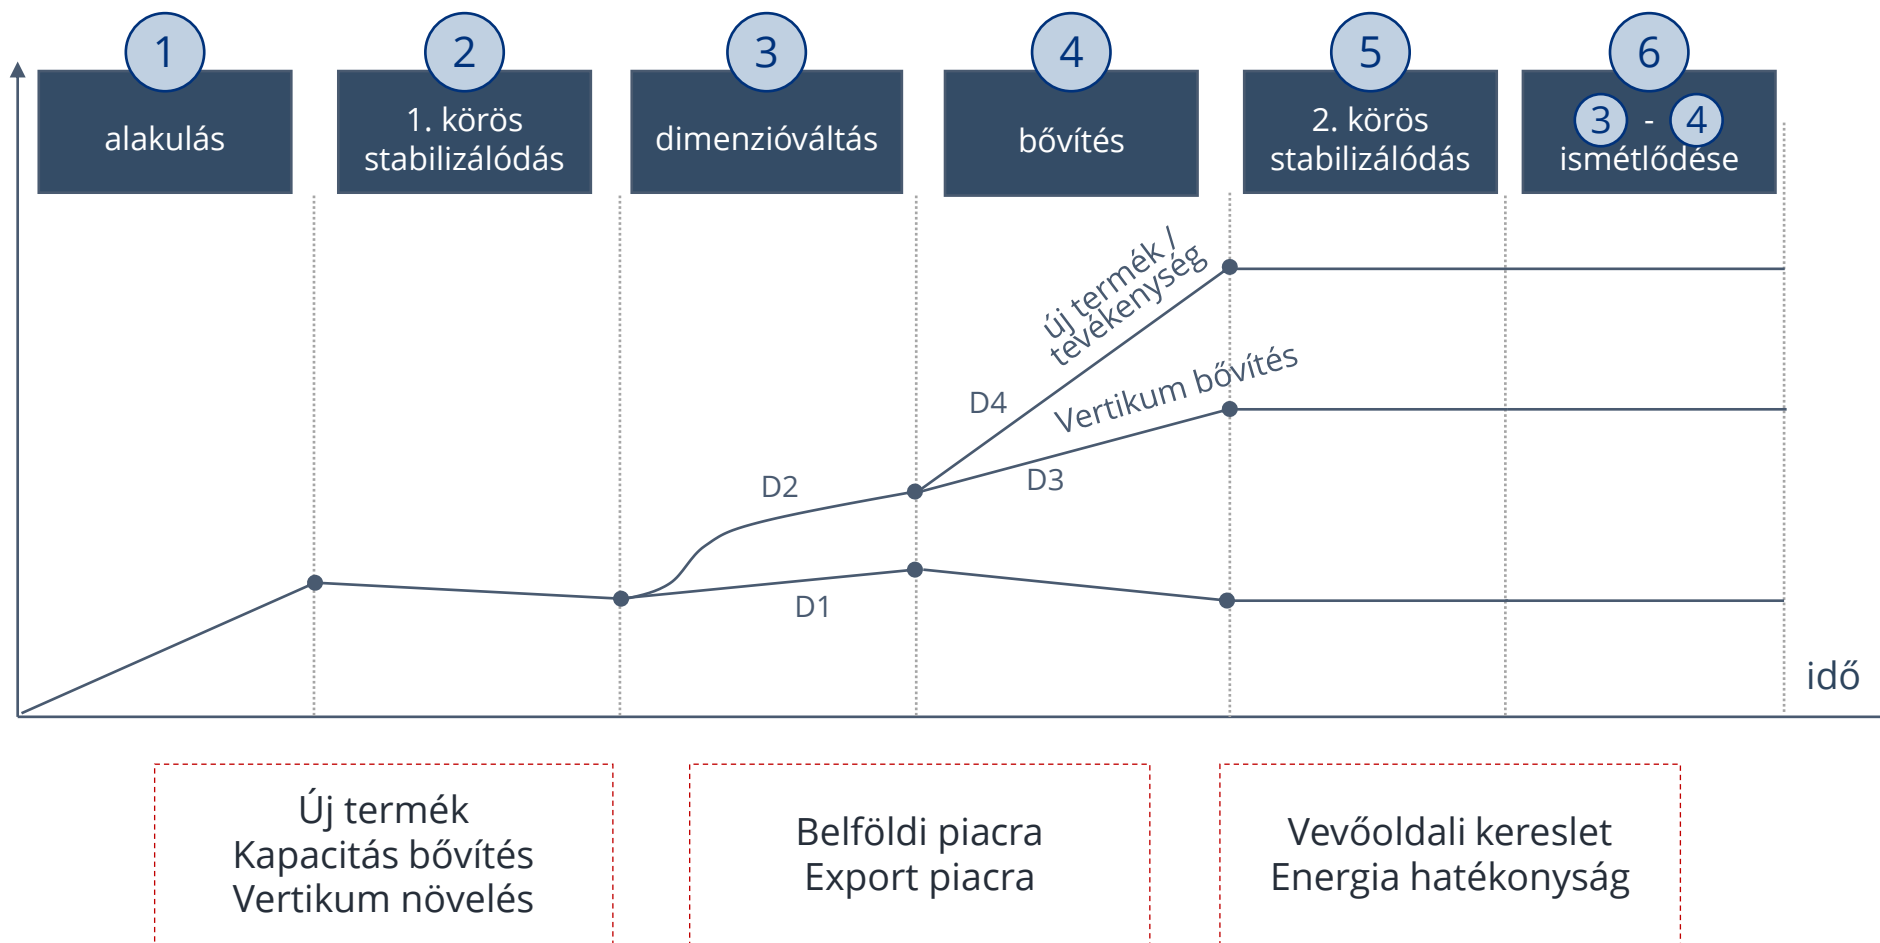 1
alakulás
2
1. körös
stabilizálódás
3
dimenzióváltás
4
bővítés
5
2. körös
stabilizálódás
6
3 - 4
ismétlődése
új termék /
tevékenység
D4
Vertikum bővítés
D3
D2
D1
idő
Új termék
Kapacitás bővítés
Vertikum növelés
Belföldi piacra
Export piacra
Vevőoldali kereslet
Energia hatékonyság